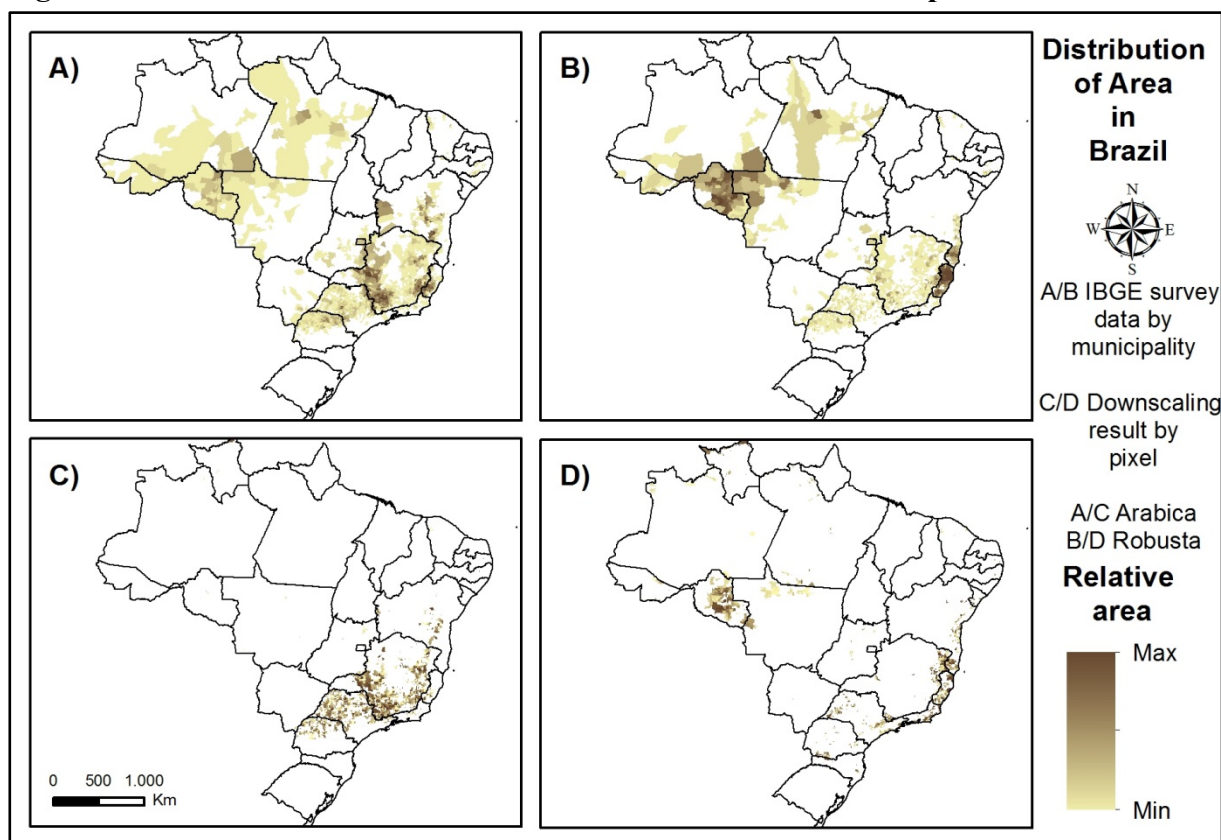 A)
B)
C)
D)
0 500 1.000
Km
Distribution
of Area
in
Brazil
N
W E
S
A/B IBGE survey
data by
municipality
C/D Downscaling
result by
pixel
A/C Arabica
B/D Robusta
Relative
area
Max
Min